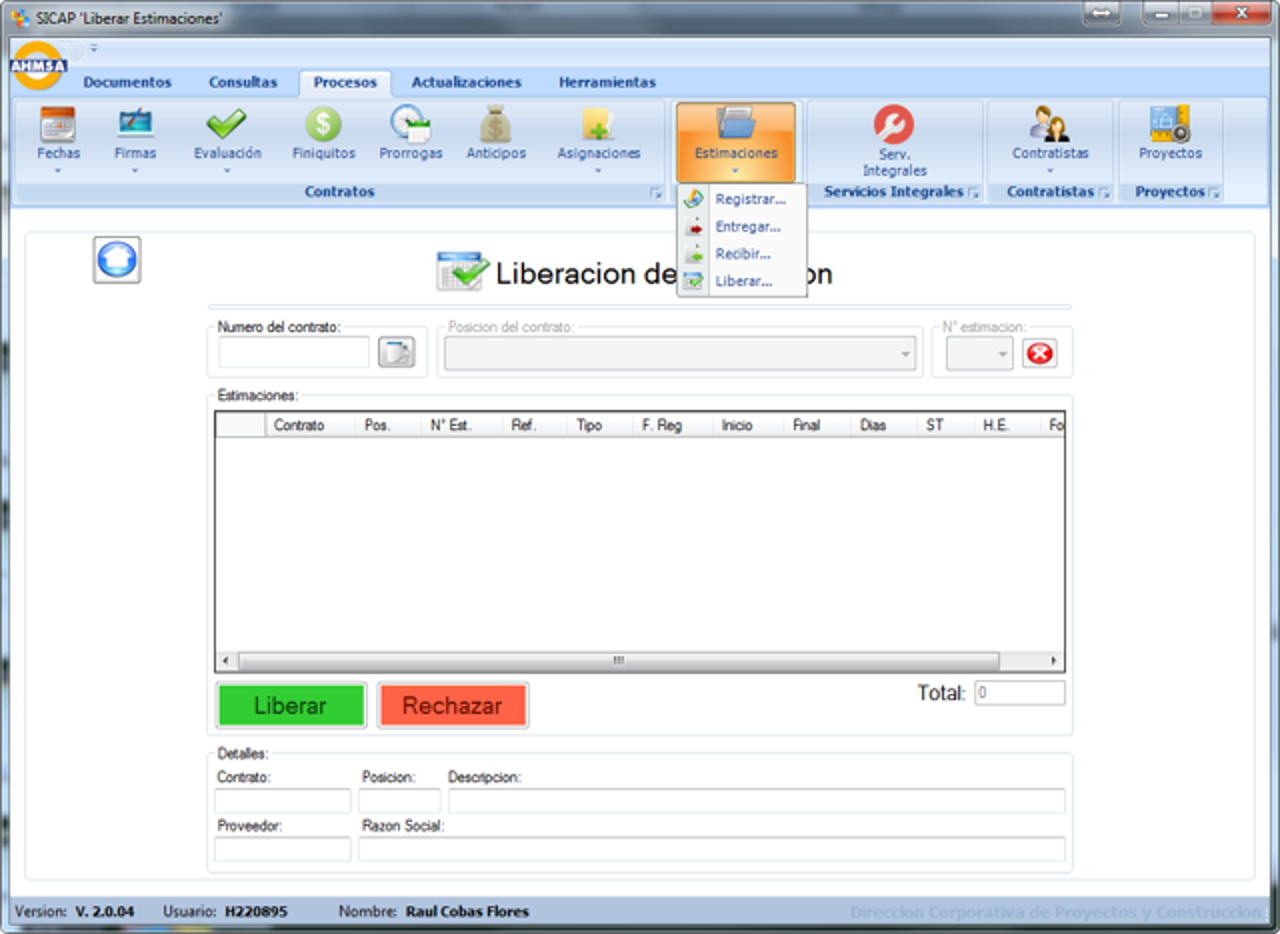 SICAP 'Liberar Estimaciones'
AHMSA
Documentos Consultas Procesos Actualizaciones Herramientas
Fechas Firmas Evaluación Finiquitos Prorrogas Anticipos Asignaciones Estimaciones Serv. Integrales Contratistas Proyectos
Contratos Servicios Integrales Contratistas Proyectos
Registrar...
Entregar...
Recibir...
Liberar...
Liberacion de on
Numero del contrato: Posicion del contrato: N° estimacion:
Estimaciones:
Contrato Pos. N° Est. Ref. Tipo F. Reg Inicio Final Dias ST H.E. Fo
Liberar Rechazar Total: 0
Detalles:
Contrato: Posicion: Descripcion:
Proveedor: Razon Social:
Version: V. 2.0.04 Usuario: H220895 Nombre: Raul Cobas Flores Direccion Corporativa de Proyectos y Construccion